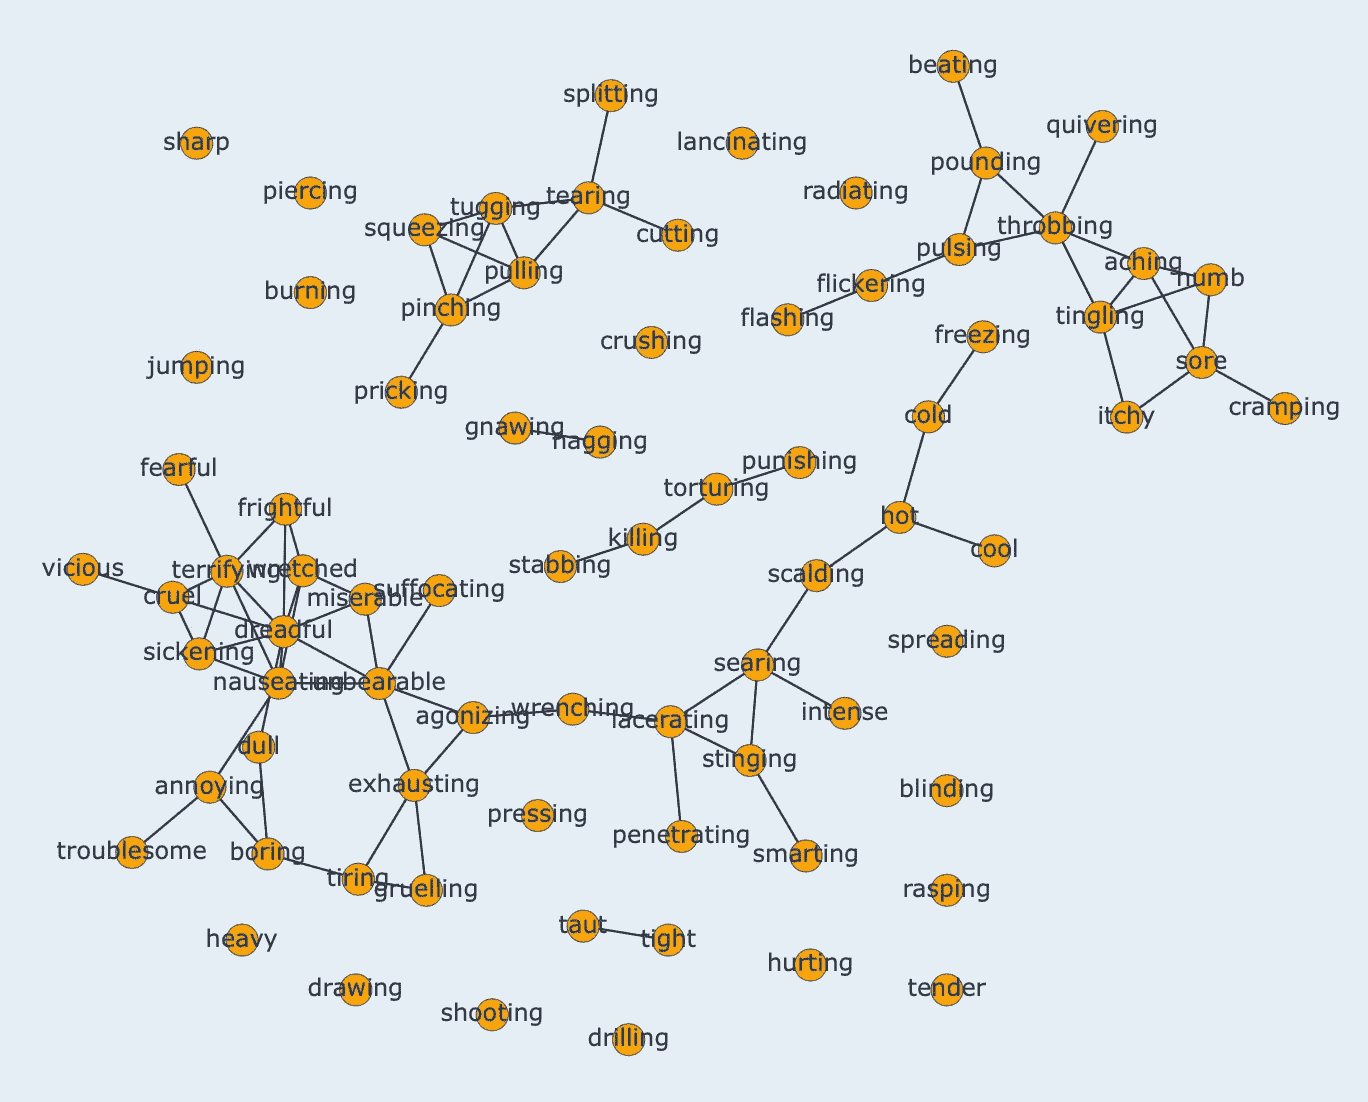 beating
splitting
quivering
sharp
lancinating
pounding
piercing
radiating
tearing
tugging
squeezing
throbbing
cutting
pulsing
aching
pulling
numb
flickering
burning
pinching
tingling
flashing
freezing
crushing
sore
jumping
pricking
cramping
cold
itchy
gnawing
nagging
punishing
fearful
torturing
frightful
hot
killing
cool
stabbing
vicious
terrifying
wretched
scalding
suffocating
cruel
miserable
dreadful
spreading
sickening
searing
nauseating
unbearable
wrenching
intense
agonizing
lacerating
dull
stinging
annoying
exhausting
blinding
pressing
penetrating
troublesome
boring
smarting
tiring
gruelling
rasping
taut
heavy
tight
hurting
drawing
tender
shooting
drilling